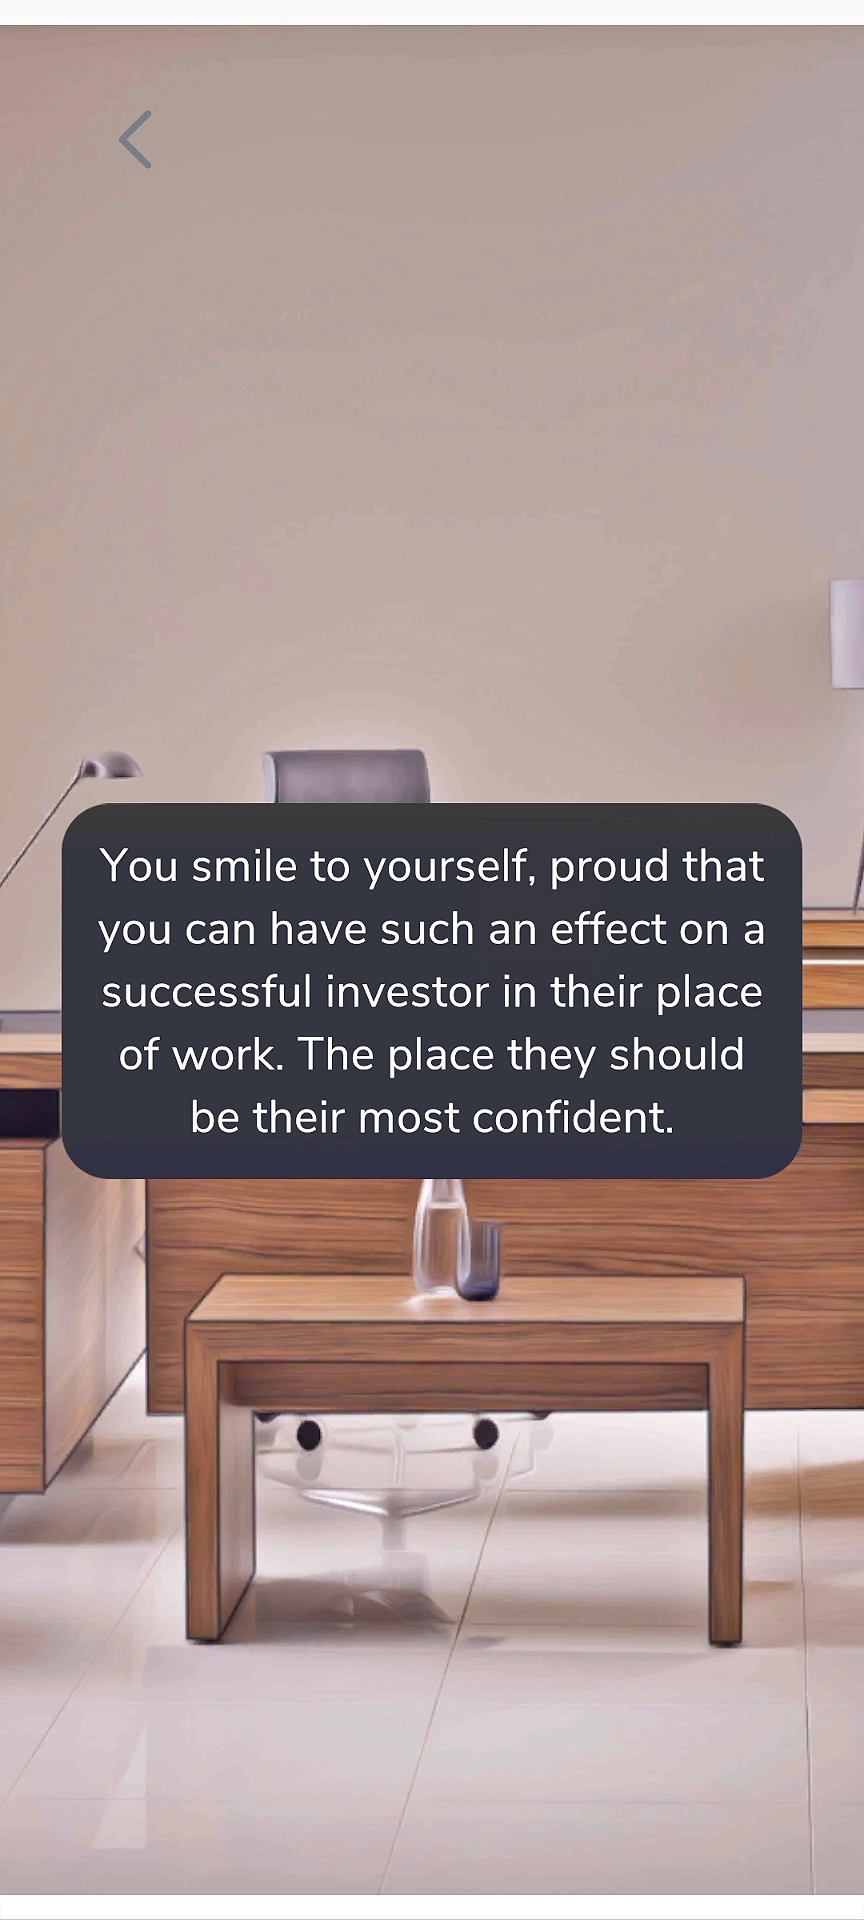 You smile to yourself, proud that
you can have such an effect on a
successful investor in their place
of work. The place they should
be their most confident.